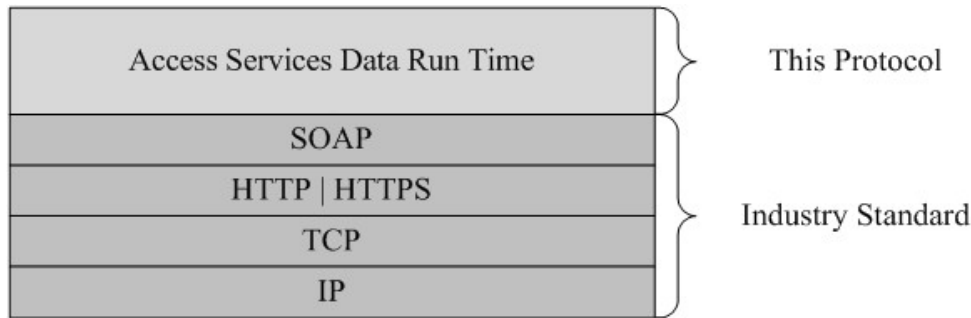 Access Services Data Run Time
This Protocol
SOAP
HTTP | HTTPS
TCP
IP
Industry Standard